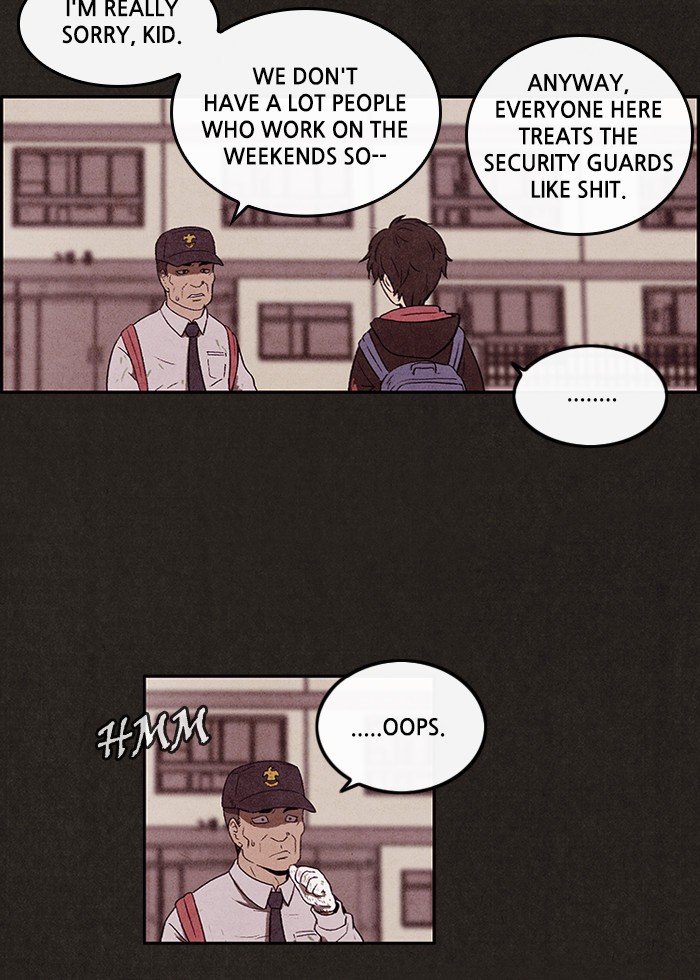 I'M REALLY
SORRY, KID.
WE DON'T
HAVE A LOT PEOPLE
WHO WORK ON THE
WEEKENDS SO--
ANYWAY,
EVERYONE HERE
TREATS THE
SECURITY GUARDS
LIKE SHIT.
........
HMM
.....OOPS.